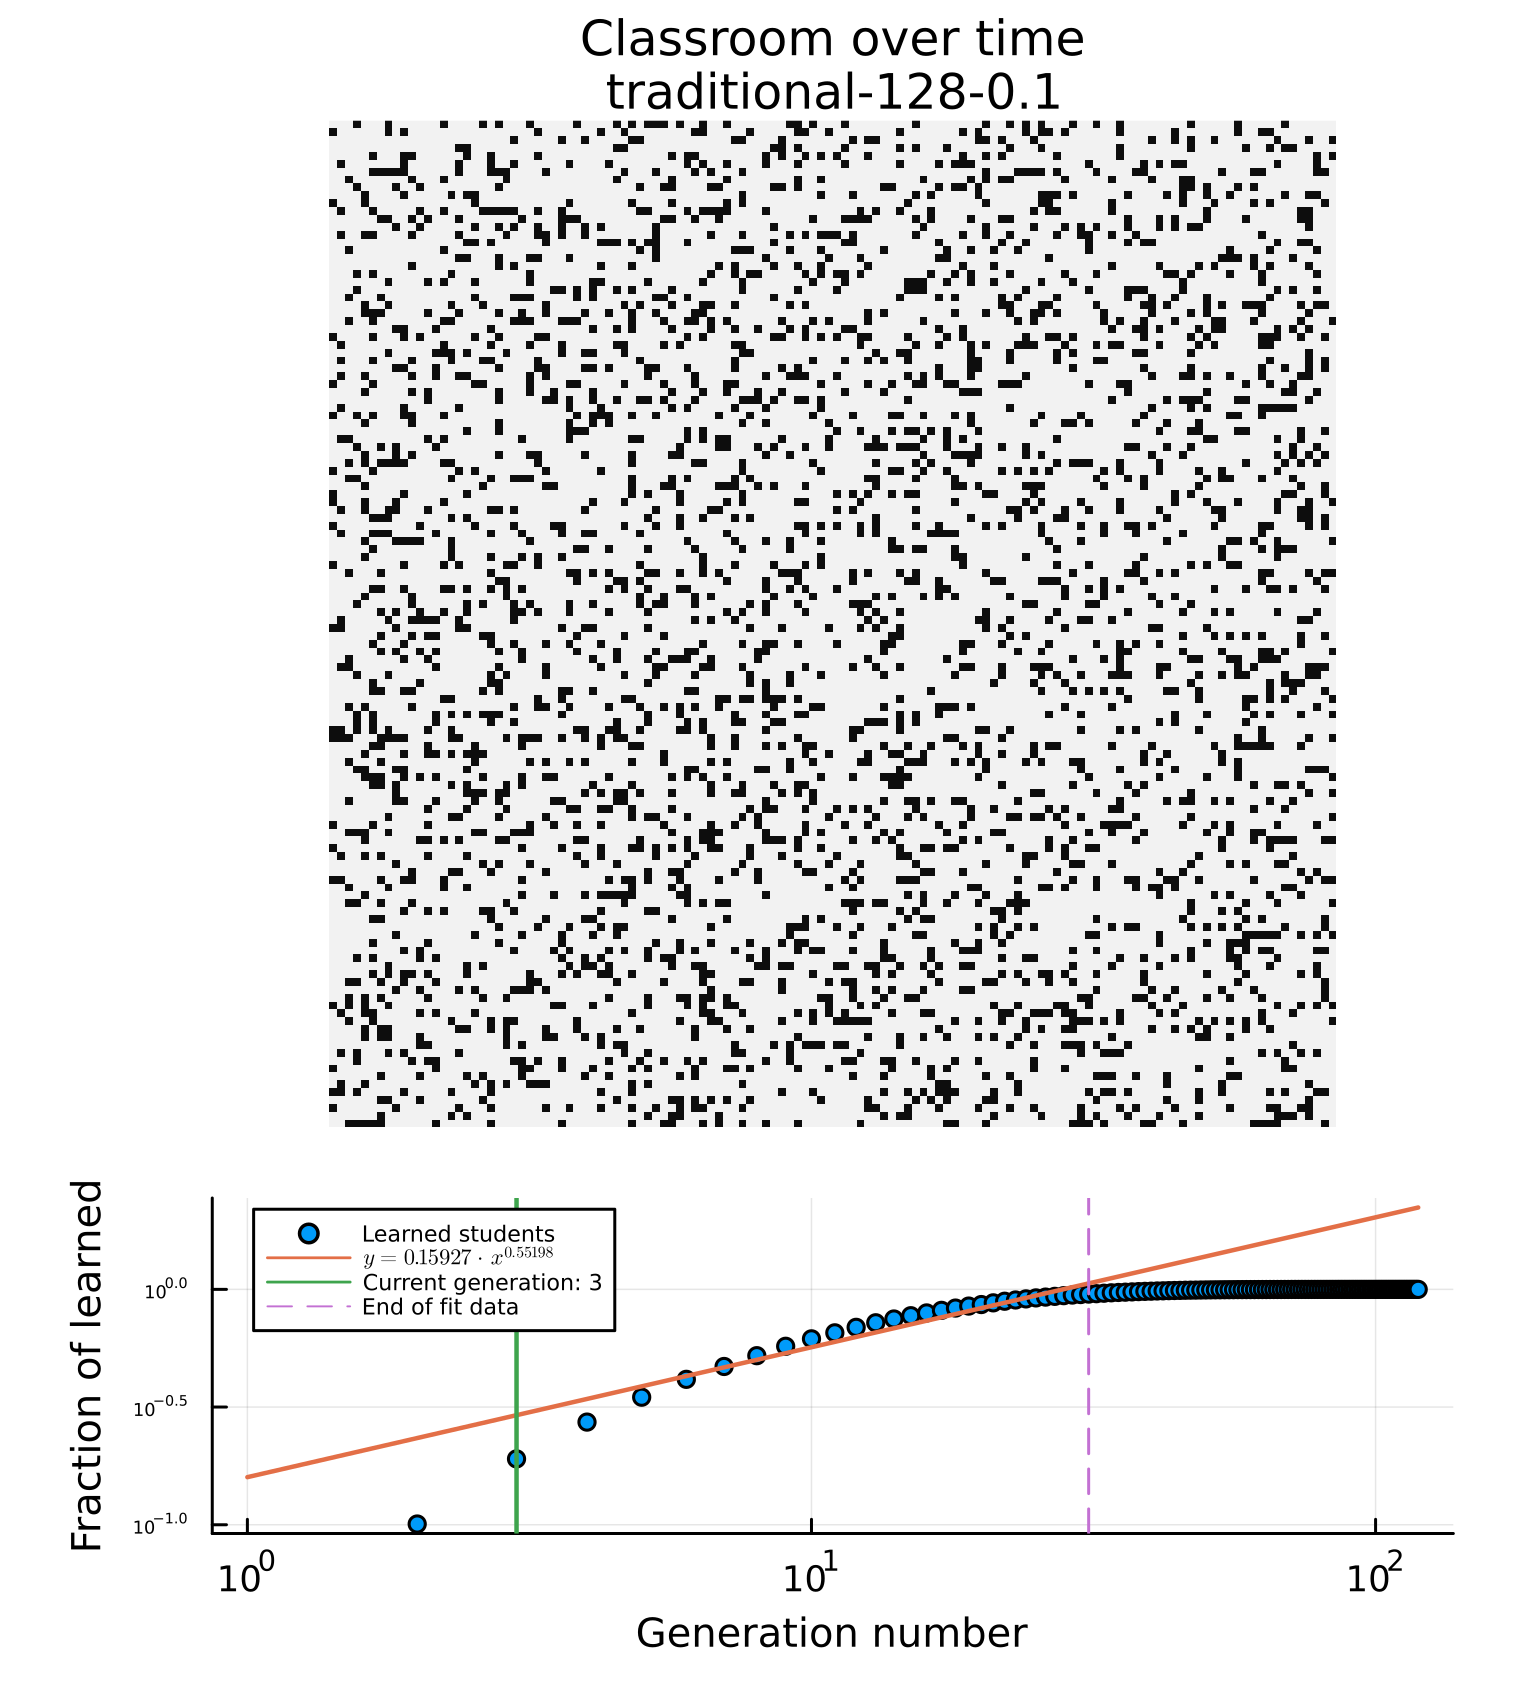 Classroom over time
traditional-128-0.1
Fraction of learned
Learned students
y = 0.15927 · x^0.55198
Current generation: 3
End of fit data
10^0.0
10^−0.5
10^−1.0
10^0
10^1
10^2
Generation number